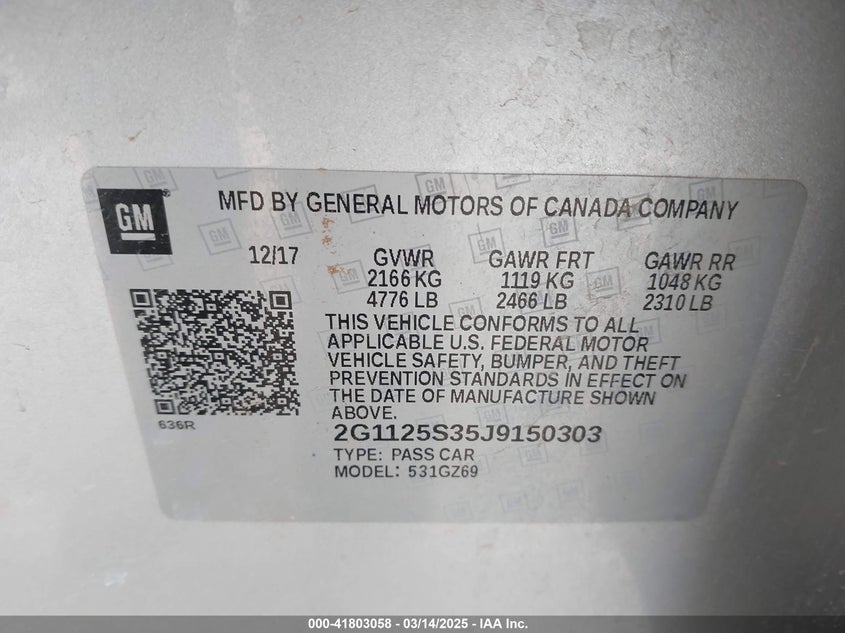 GM
MFD BY GENERAL MOTORS OF CANADA COMPANY
12/17 GVWR GAWR FRT GAWR RR
2166 KG 1119 KG 1048 KG
4776 LB 2466 LB 2310 LB
THIS VEHICLE CONFORMS TO ALL
APPLICABLE U.S. FEDERAL MOTOR
VEHICLE SAFETY, BUMPER, AND THEFT
PREVENTION STANDARDS IN EFFECT ON
THE DATE OF MANUFACTURE SHOWN
ABOVE.
636R
2G1125S35J9150303
TYPE: PASS CAR
MODEL: 531GZ69
000-41803058 - 03/14/2025 - IAA Inc.